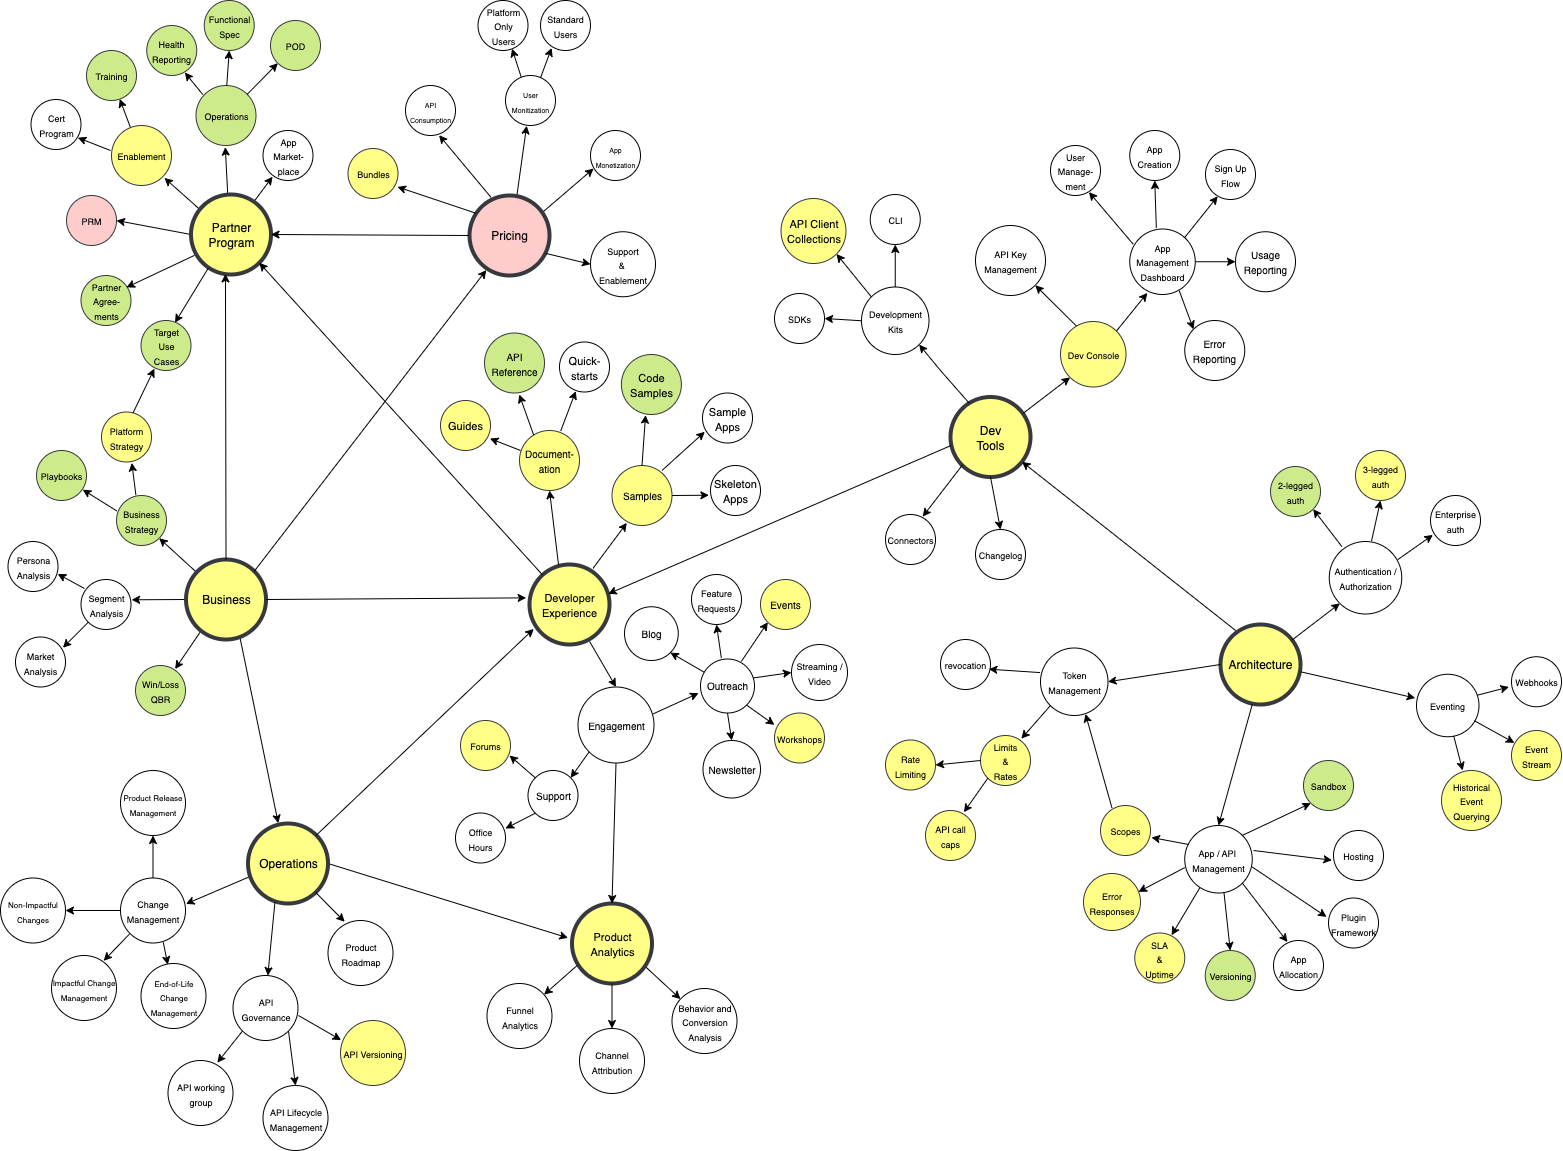 Functional
Spec
Health
Reporting
POD
Training
Operations
Cert
Program
Enablement
App
Market-
place
PRM
Partner
Program
Partner
Agree-
ments
Target
Use
Cases
Platform
Strategy
Playbooks
Business
Strategy
Persona
Analysis
Segment
Analysis
Market
Analysis
Win/Loss
QBR
Business
Platform
Only
Users
Standard
Users
User
Monitization
API
Consumption
App
Monetization
Bundles
Pricing
Support
&
Enablement
API
Reference
Quick-
starts
Code
Samples
Guides
Document-
ation
Sample
Apps
Samples
Skeleton
Apps
Developer
Experience
Feature
Requests
Events
Blog
Streaming /
Video
Outreach
Engagement
Workshops
Newsletter
Forums
Support
Office
Hours
Product Release
Management
Operations
Non-Impactful
Changes
Change
Management
Impactful Change
Management
End-of-Life
Change
Management
Product
Roadmap
API
Governance
API Versioning
API working
group
API Lifecycle
Management
Product
Analytics
Funnel
Analytics
Channel
Attribution
Behavior and
Conversion
Analysis
API Client
Collections
CLI
SDKs
Development
Kits
API Key
Management
Dev Console
User
Manage-
ment
App
Creation
Sign Up
Flow
App
Management
Dashboard
Usage
Reporting
Error
Reporting
Dev
Tools
Connectors
Changelog
2-legged
auth
3-legged
auth
Enterprise
auth
Authentication /
Authorization
Architecture
revocation
Token
Management
Webhooks
Eventing
Event
Stream
Historical
Event
Querying
Rate
Limiting
Limits
&
Rates
API call
caps
Scopes
Sandbox
App / API
Management
Hosting
Error
Responses
Plugin
Framework
SLA
&
Uptime
Versioning
App
Allocation